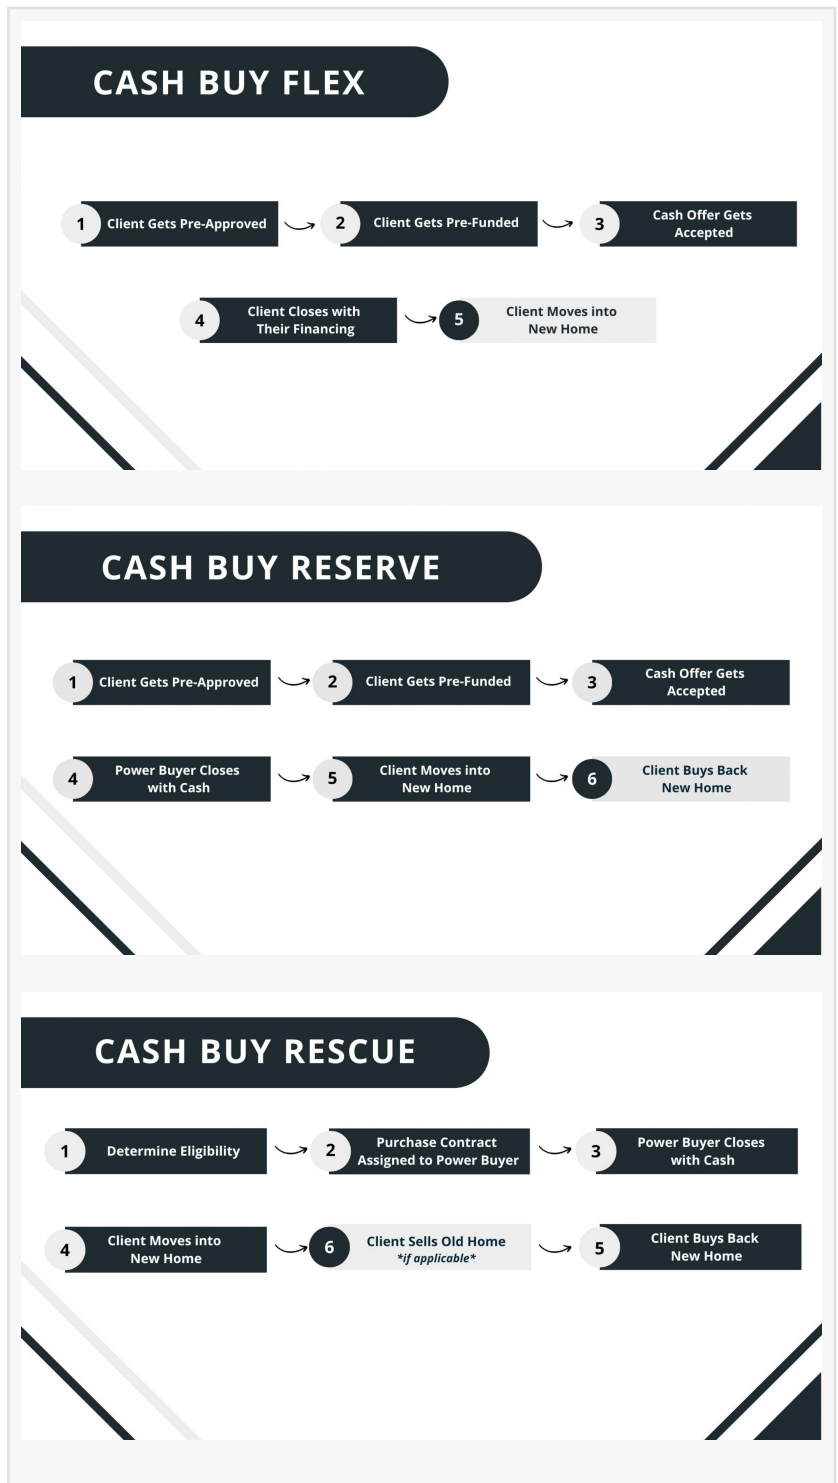 CASH BUY FLEX
1 Client Gets Pre-Approved
2 Client Gets Pre-Funded
3 Cash Offer Gets
Accepted
4 Client Closes with
Their Financing
5 Client Moves into
New Home
CASH BUY RESERVE
1 Client Gets Pre-Approved
2 Client Gets Pre-Funded
3 Cash Offer Gets
Accepted
4 Power Buyer Closes
with Cash
5 Client Moves into
New Home
6 Client Buys Back
New Home
CASH BUY RESCUE
1 Determine Eligibility
2 Purchase Contract
Assigned to Power Buyer
3 Power Buyer Closes
with Cash
4 Client Moves into
New Home
6 Client Sells Old Home
*if applicable*
5 Client Buys Back
New Home